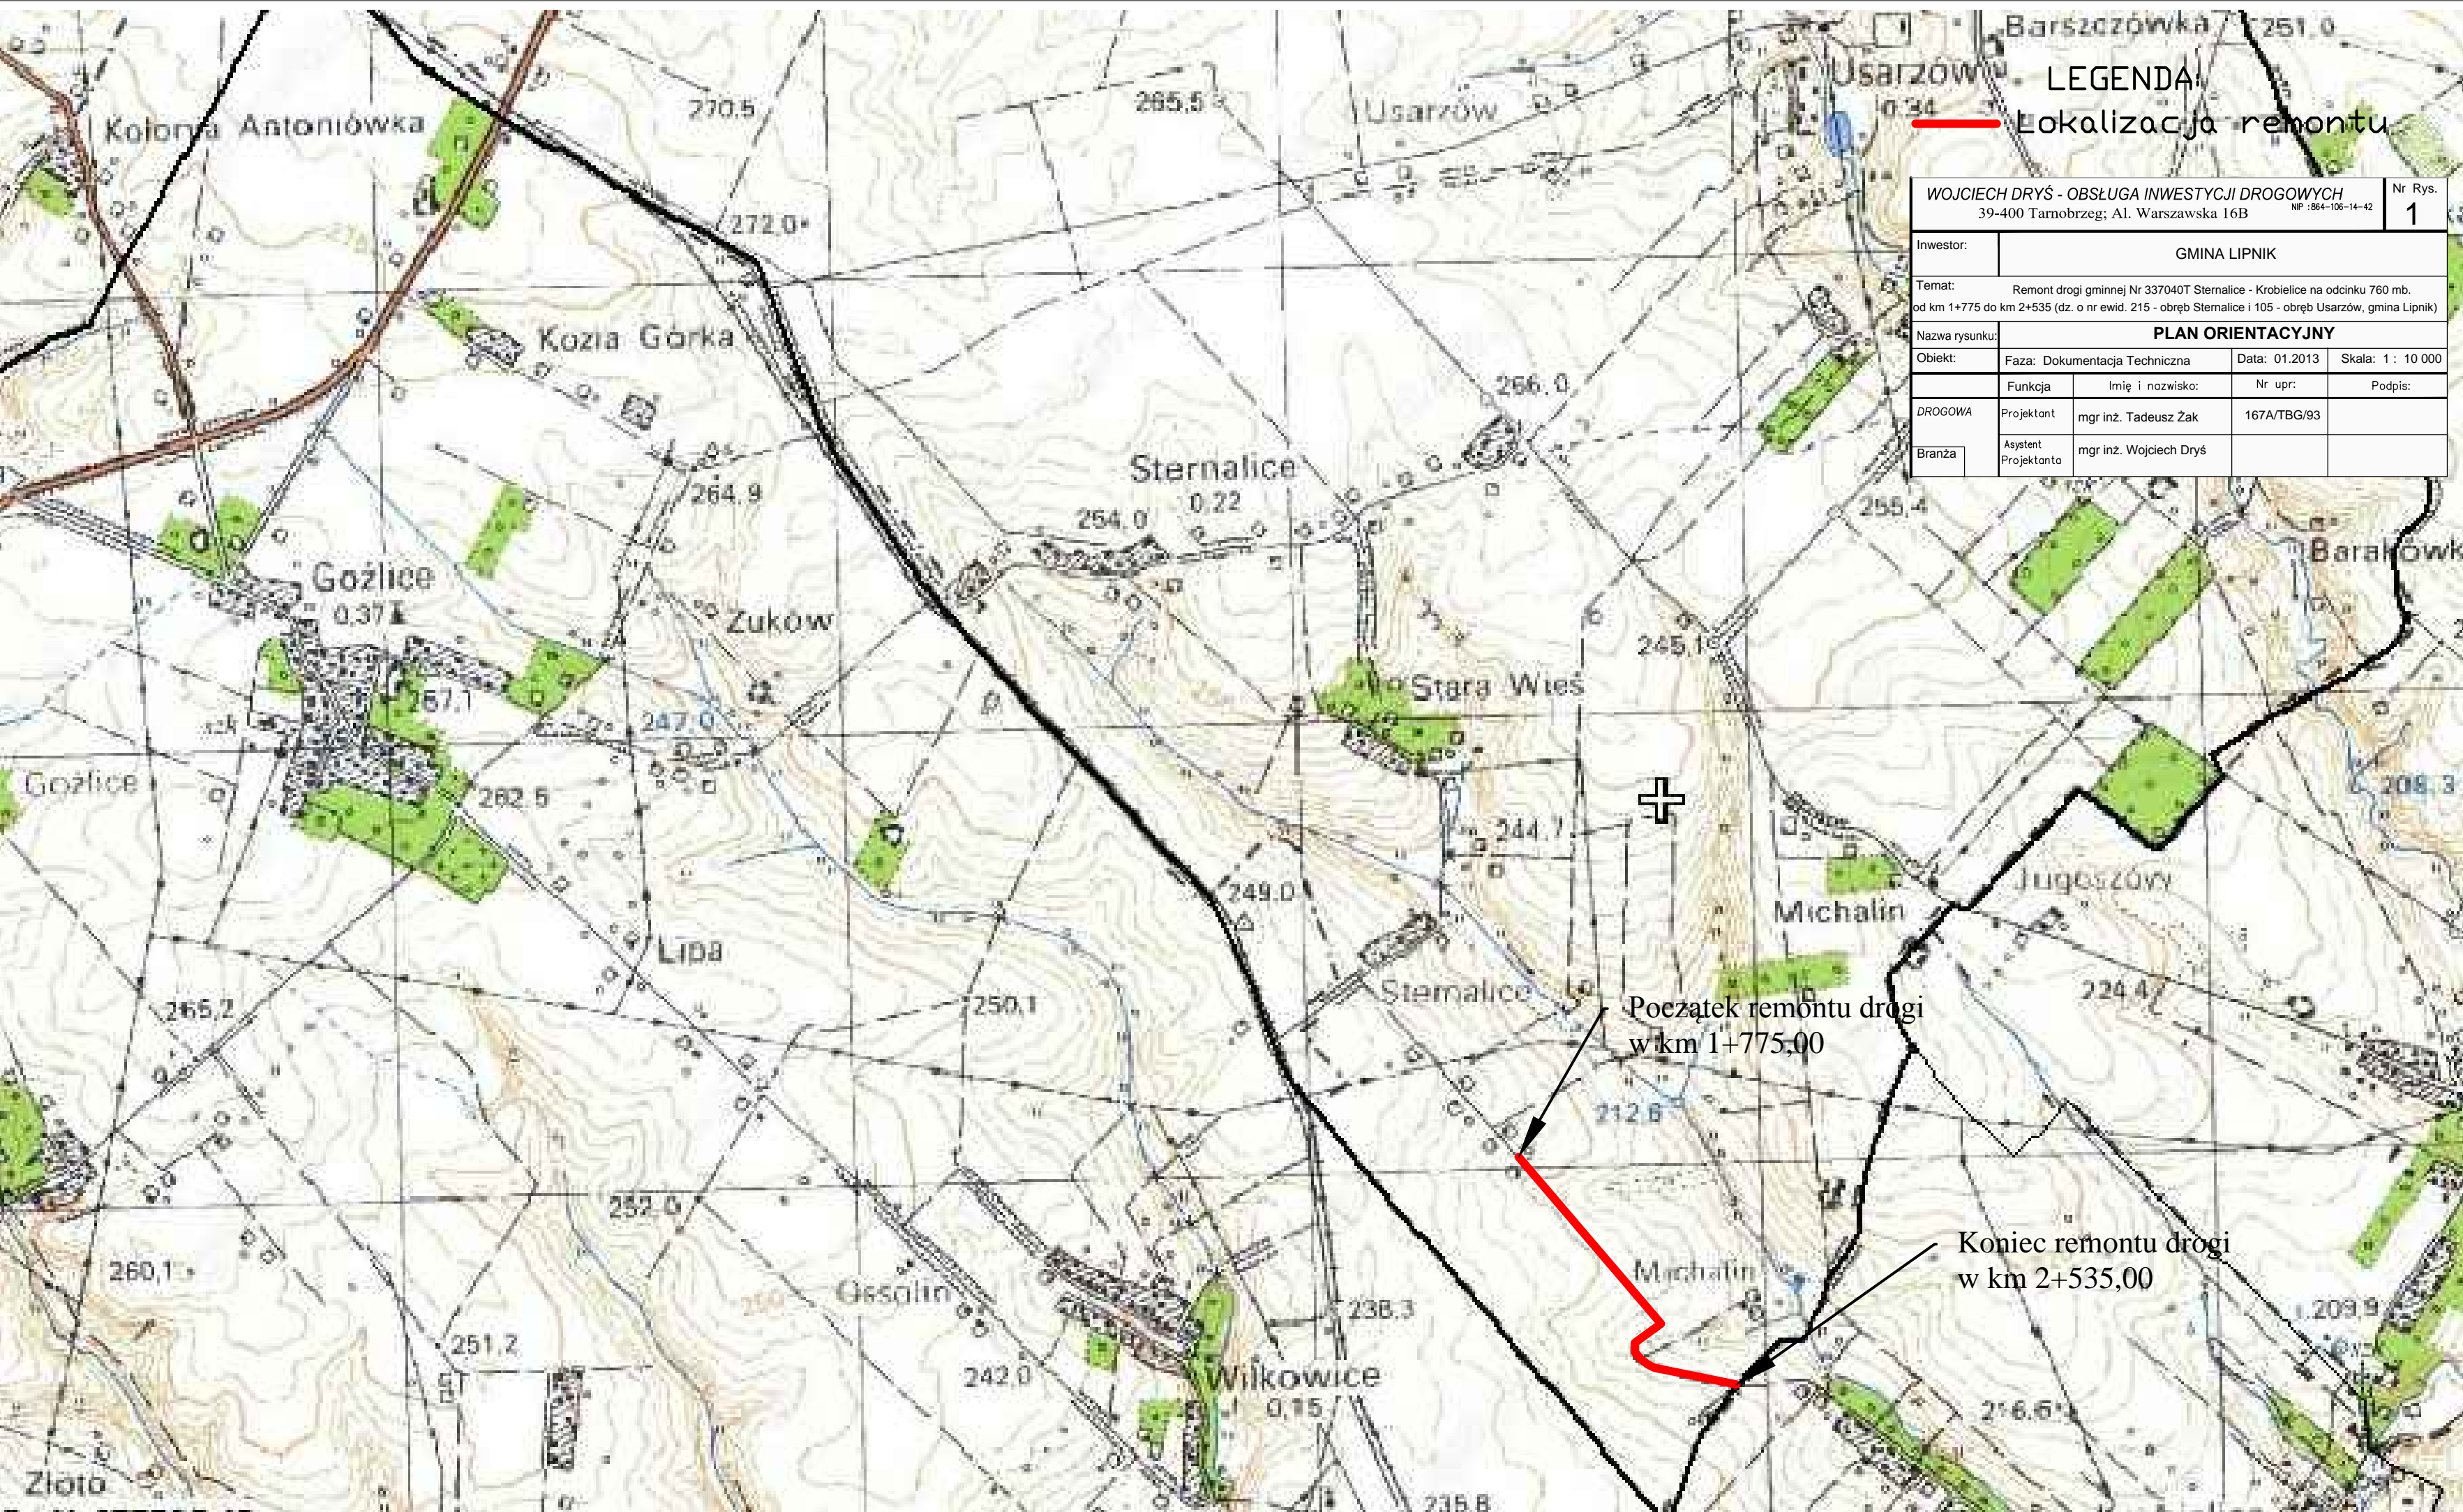 Barszczówka
251,0
Usarzów
0.34
LEGENDA:
Lokalizacja remontu
Kolonia Antoniówka
270.5
265,5
Usarzów
WOJCIECH DRYŚ - OBSŁUGA INWESTYCJI DROGOWYCH
39-400 Tarnobrzeg; Al. Warszawska 16B
NIP :864-106-14-42
Nr Rys.
1
Inwestor:
GMINA LIPNIK
Temat:
Remont drogi gminnej Nr 337040T Sternalice - Krobielice na odcinku 760 mb.
od km 1+775 do km 2+535 (dz. o nr ewid. 215 - obręb Sternalice i 105 - obręb Usarzów, gmina Lipnik)
Nazwa rysunku:
PLAN ORIENTACYJNY
Obiekt:
Faza: Dokumentacja Techniczna
Data: 01.2013
Skala: 1 : 10 000
Funkcja
Imię i nazwisko:
Nr upr:
Podpis:
DROGOWA
Projektant
mgr inż. Tadeusz Żak
167A/TBG/93
Branża
Asystent
Projektanta
mgr inż. Wojciech Dryś
272,0
Kozia Górka
266.0
Sternalice
0,22
264,9
254,0
255,4
Goźlice
0,37
Żuków
245,1
267,1
247,0
Stara Wieś
Goźlice
szk
262.5
244.7
208.3
249.0
Jugoszów
Michalin
Lipa
265,2
250,1
Sternalice
224.4
Początek remontu drogi
w km 1+775,00
212,6
252.0
260,1
Koniec remontu drogi
w km 2+535,00
Michalin
Ossolin
238.3
209.9
251.2
242,0
Wilkowice
0,15
216.6
Złoto
235.8